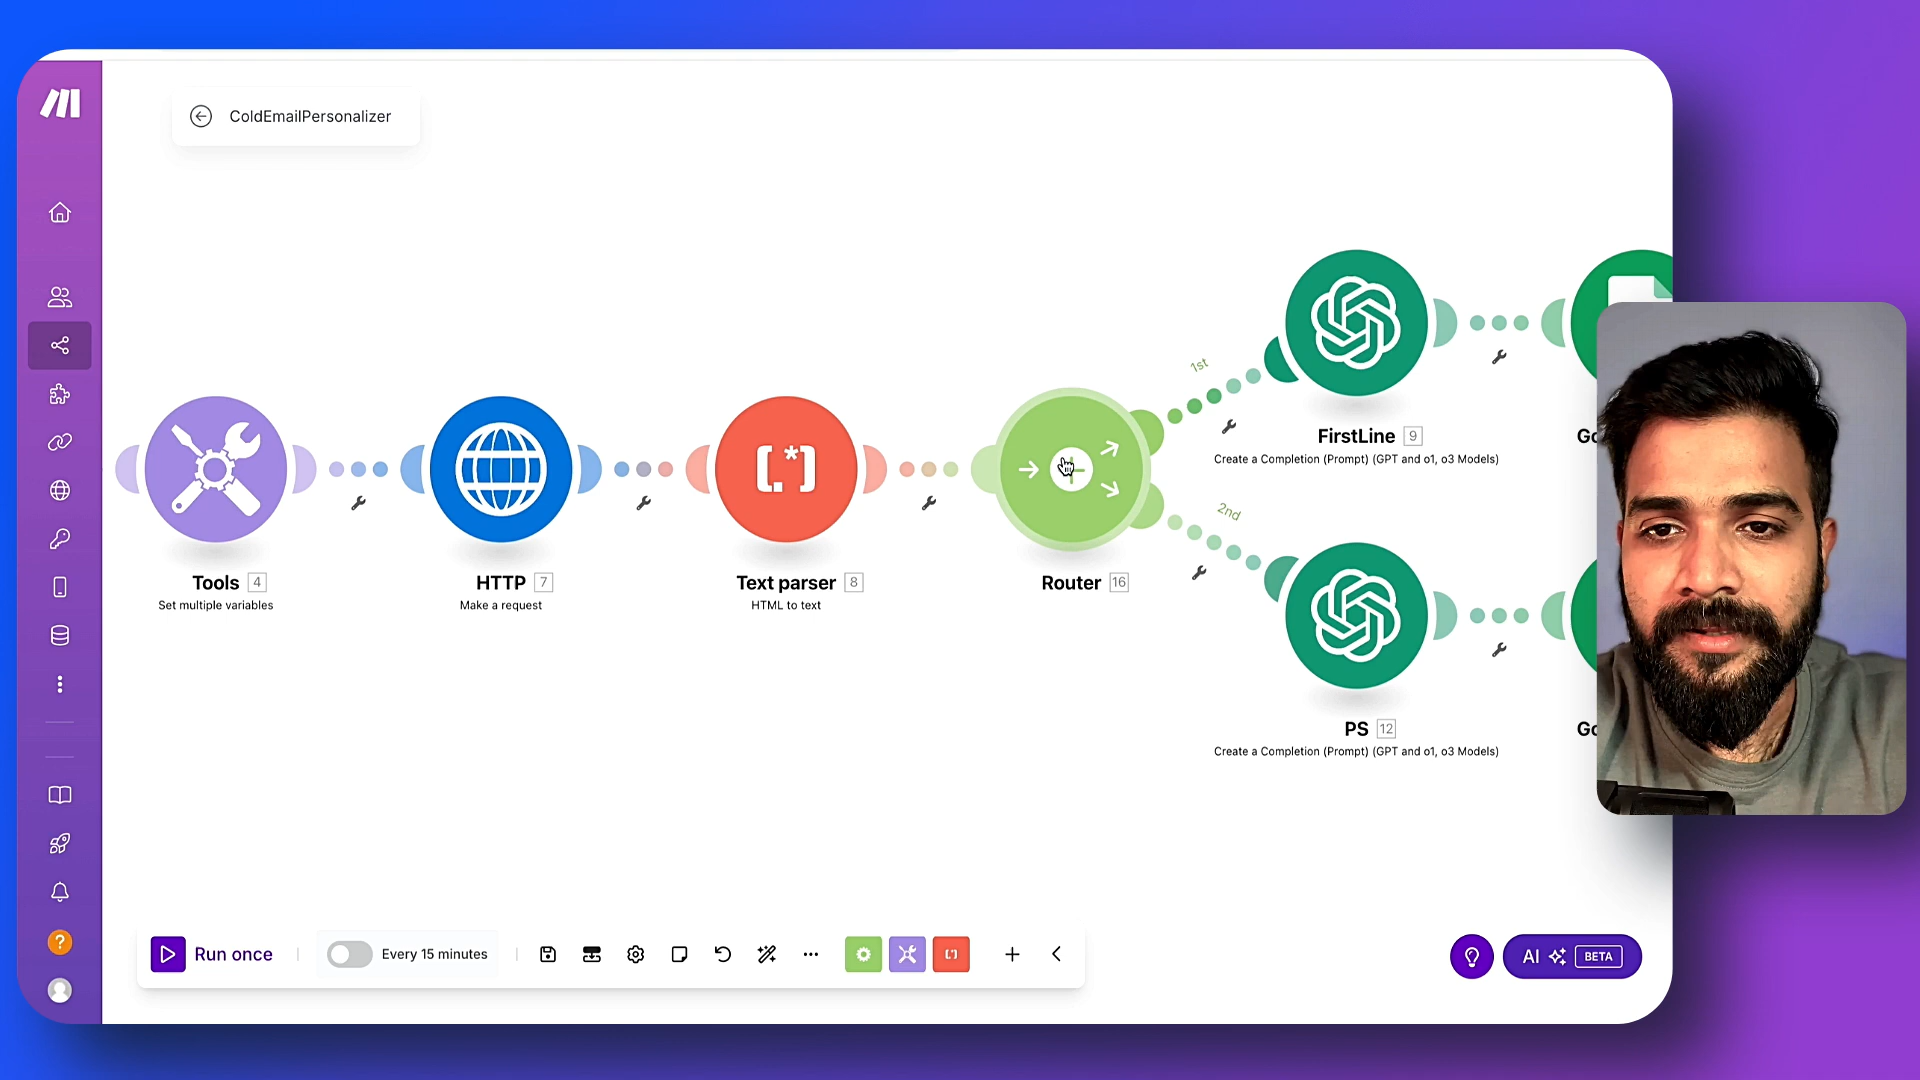 ColdEmailPersonalizer
1st
FirstLine 9
Create a Completion (Prompt) (GPT and o1, o3 Models)
Tools 4
Set multiple variables
HTTP 7
Make a request
[.*]
Text parser 8
HTML to text
Router 16
2nd
PS 12
Create a Completion (Prompt) (GPT and o1, o3 Models)
Run once
Every 15 minutes
?
AI BETA